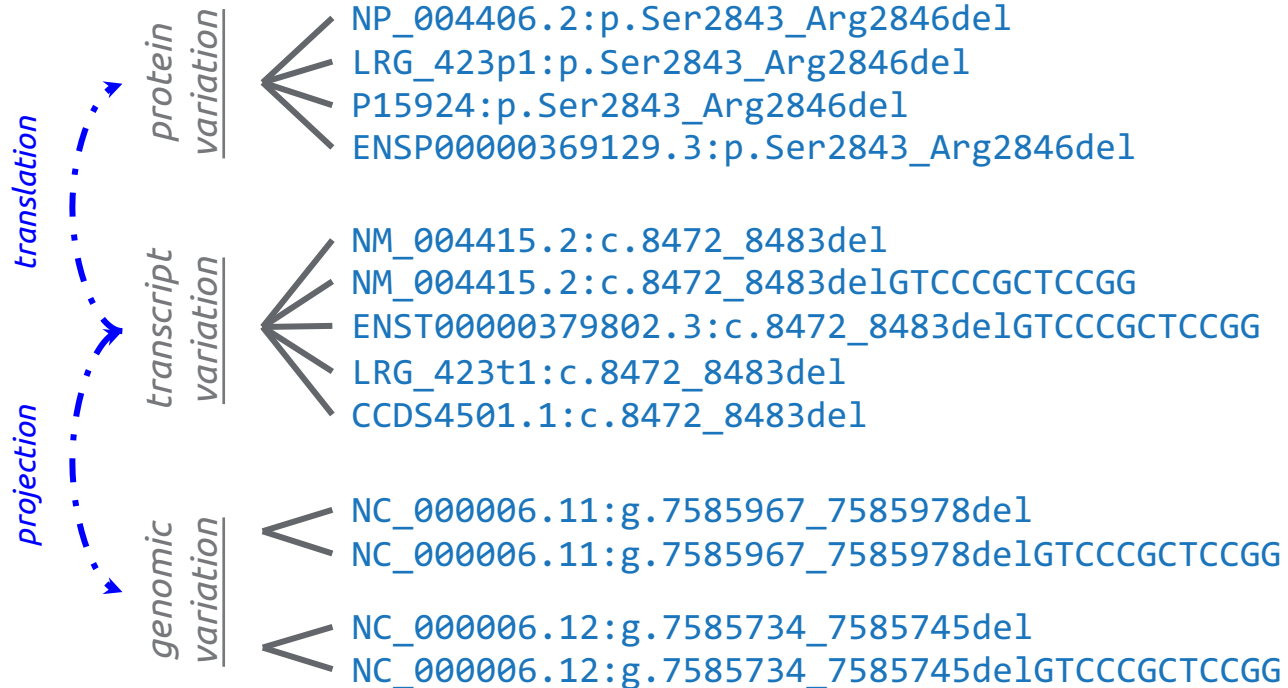 translation
projection
protein
variation
NP_004406.2:p.Ser2843_Arg2846del
LRG_423p1:p.Ser2843_Arg2846del
P15924:p.Ser2843_Arg2846del
ENSP00000369129.3:p.Ser2843_Arg2846del
transcript
variation
NM_004415.2:c.8472_8483del
NM_004415.2:c.8472_8483delGTCCCGCTCCGG
ENST00000379802.3:c.8472_8483delGTCCCGCTCCGG
LRG_423t1:c.8472_8483del
CCDS4501.1:c.8472_8483del
genomic
variation
NC_000006.11:g.7585967_7585978del
NC_000006.11:g.7585967_7585978delGTCCCGCTCCGG
NC_000006.12:g.7585734_7585745del
NC_000006.12:g.7585734_7585745delGTCCCGCTCCGG